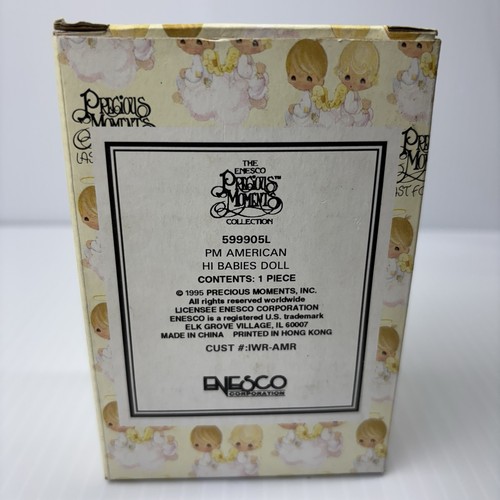 PRECIOUS
MOMENTS
PRECIOUS
MOMENTS
THE
ENESCO
PRECIOUS™
MOMENTS
COLLECTION
599905L
PM AMERICAN
HI BABIES DOLL
CONTENTS: 1 PIECE
© 1995 PRECIOUS MOMENTS, INC.
All rights reserved worldwide
LICENSEE ENESCO CORPORATION
ENESCO is a registered U.S. trademark
ELK GROVE VILLAGE, IL 60007
MADE IN CHINA PRINTED IN HONG KONG
CUST #:IWR-AMR
ENESCO
CORPORATION